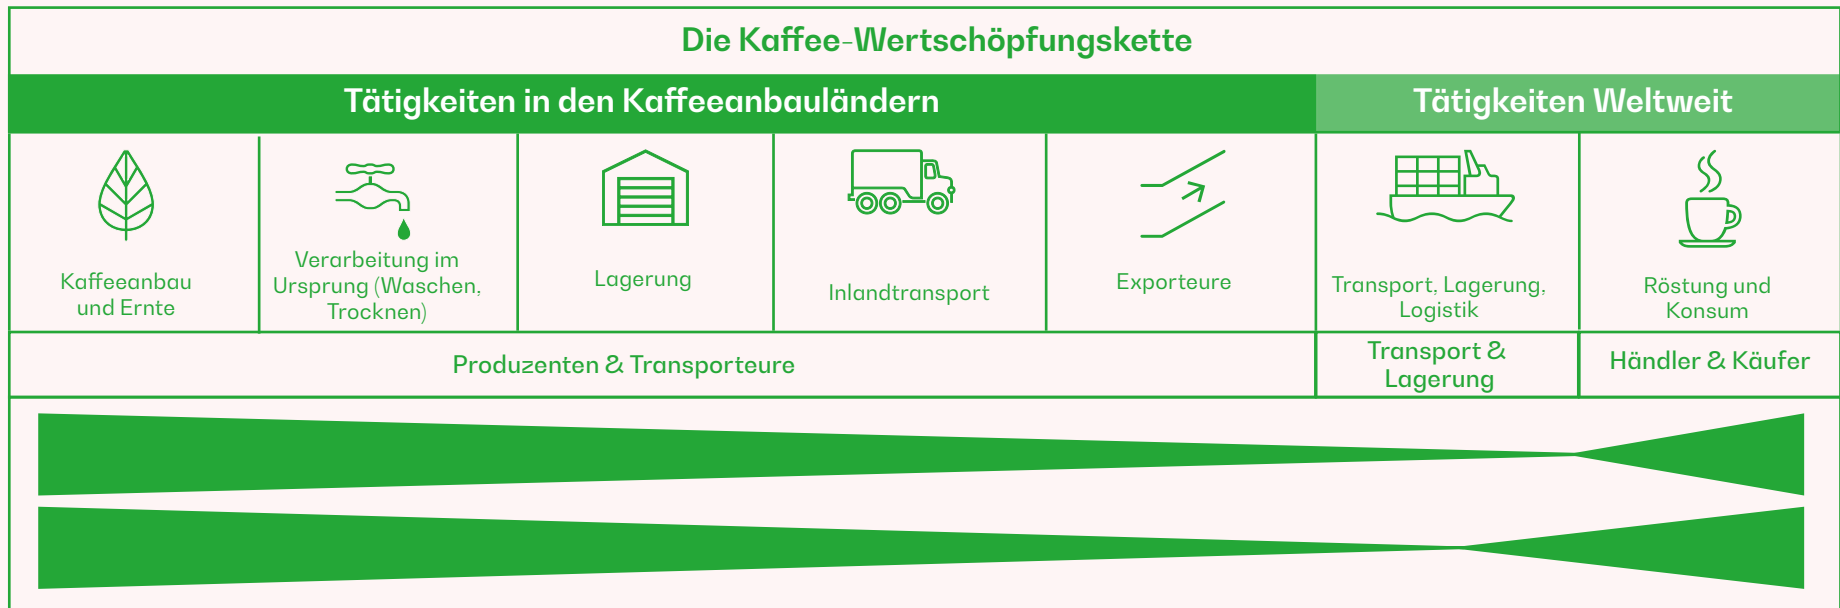 Die Kaffee-Wertschöpfungskette
Tätigkeiten in den Kaffeeanbauländern
Tätigkeiten Weltweit
Kaffeeanbau
und Ernte
Verarbeitung im
Ursprung (Waschen,
Trocknen)
Lagerung
Inlandtransport
Exporteure
Transport, Lagerung,
Logistik
Röstung und
Konsum
Produzenten & Transporteure
Transport &
Lagerung
Händler & Käufer